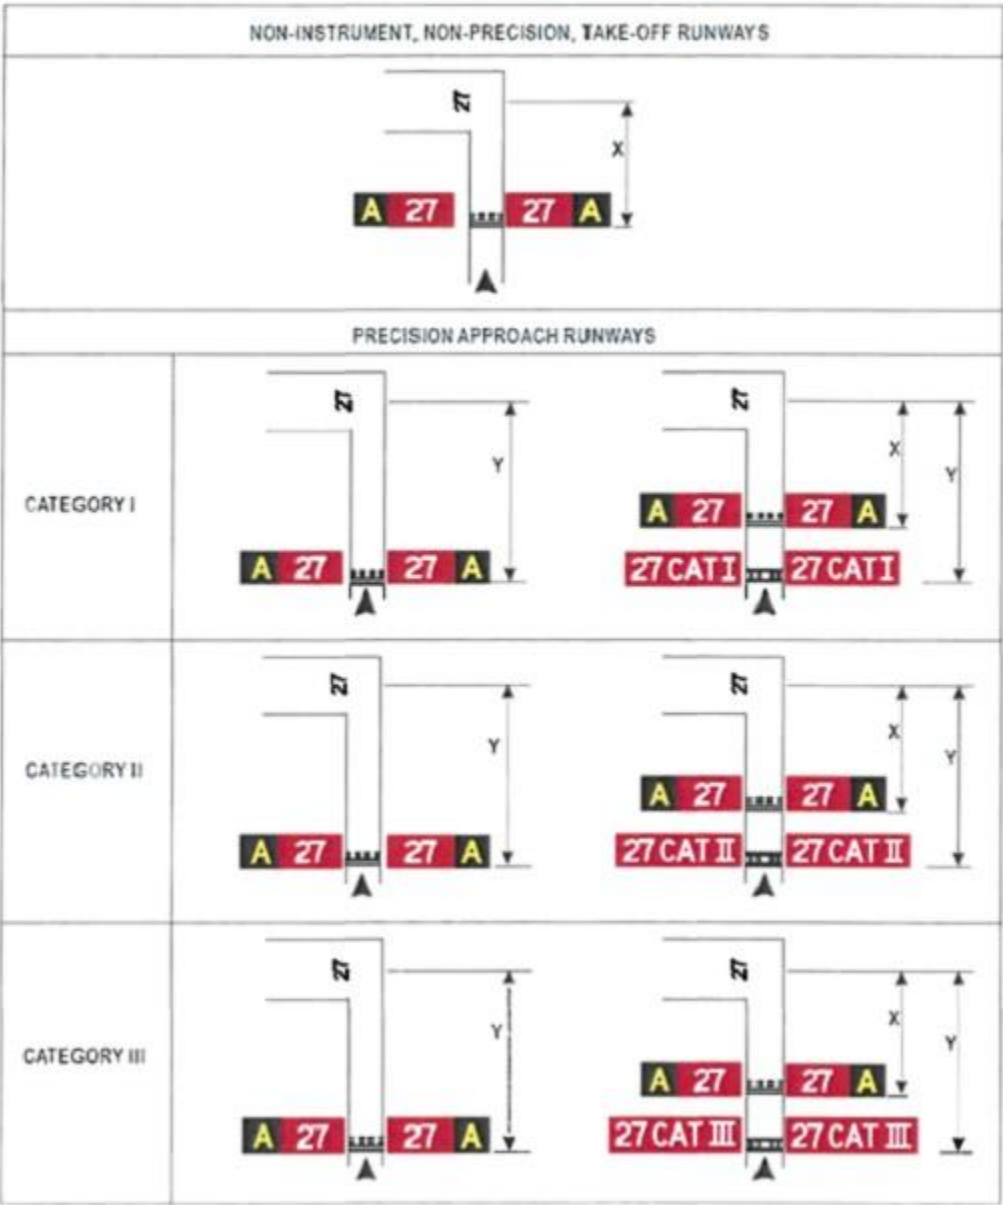 NON-INSTRUMENT, NON-PRECISION, TAKE-OFF RUNWAYS
27
X
A 27 27 A
PRECISION APPROACH RUNWAYS
CATEGORY I
27
Y
A 27 27 A
27
X
Y
A 27 27 A
27 CAT I 27 CAT I
CATEGORY II
27
Y
A 27 27 A
27
X
Y
A 27 27 A
27 CAT II 27 CAT II
CATEGORY III
27
Y
A 27 27 A
27
X
Y
A 27 27 A
27 CAT III 27 CAT III